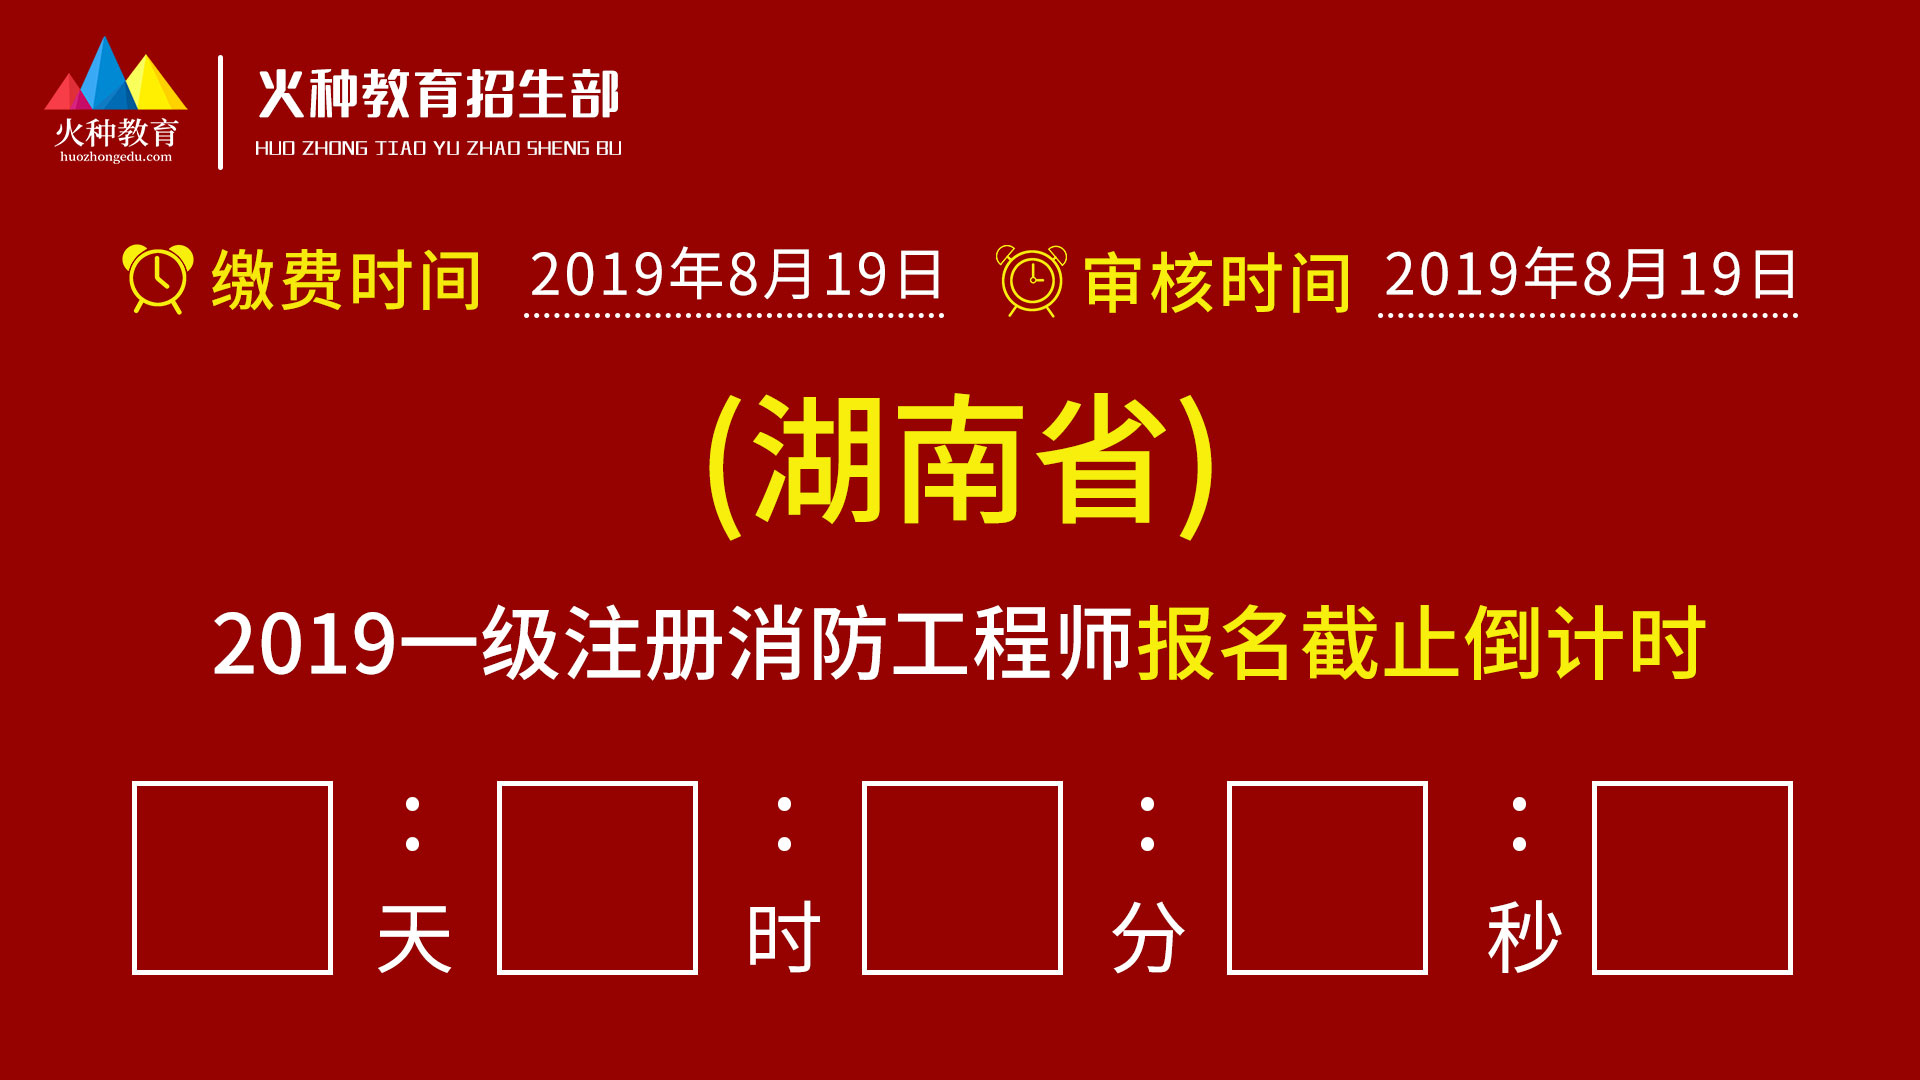 火种教育
huozhongedu.com
火种教育招生部
HUO ZHONG JIAO YU ZHAO SHENG BU
缴费时间 2019年8月19日 审核时间 2019年8月19日
(湖南省)
2019一级注册消防工程师报名截止倒计时
: : : :
天 时 分 秒